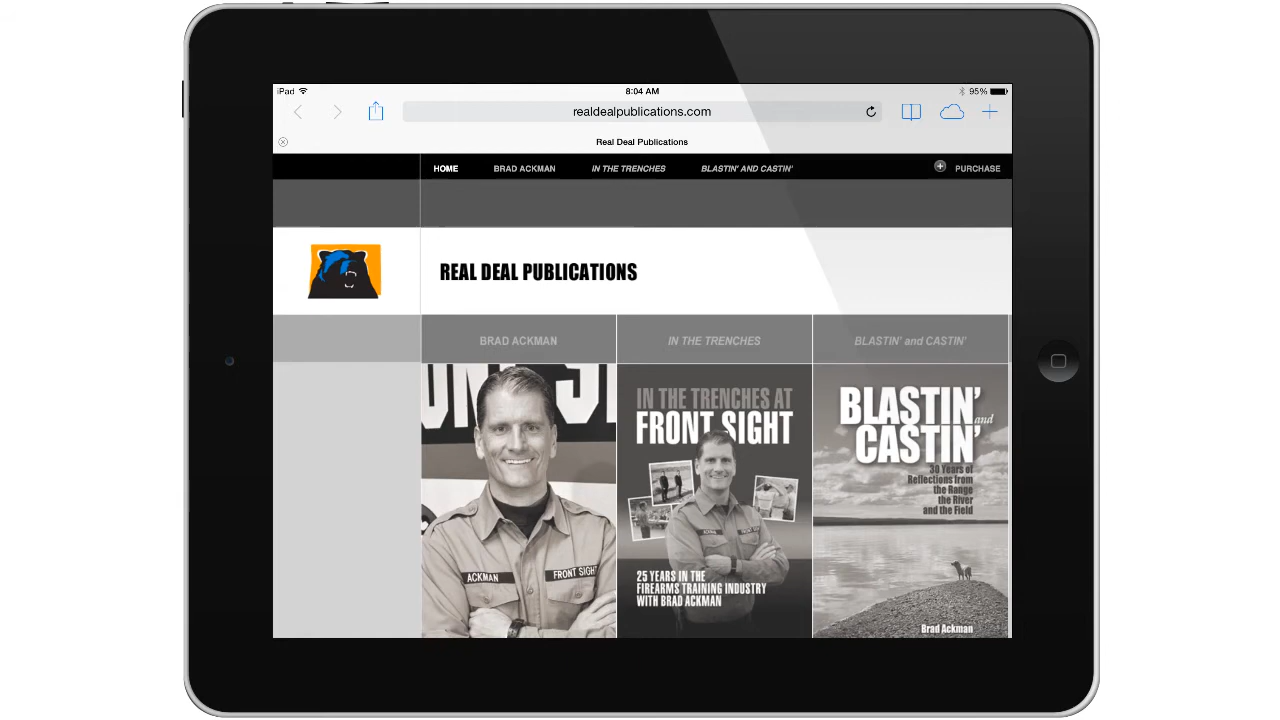 iPad
8:04 AM
95%
realdealpublications.com
Real Deal Publications
HOME
BRAD ACKMAN
IN THE TRENCHES
BLASTIN' AND CASTIN'
PURCHASE
REAL DEAL PUBLICATIONS
BRAD ACKMAN
IN THE TRENCHES
BLASTIN' and CASTIN'
ACKMAN
FRONT SIGHT
IN THE TRENCHES AT
FRONT SIGHT
ACKMAN
FRONT SIGHT
25 YEARS IN THE
FIREARMS TRAINING INDUSTRY
WITH BRAD ACKMAN
BLASTIN' and
CASTIN'
30 Years of
Reflections from
the Range
the River
and the Field
Brad Ackman